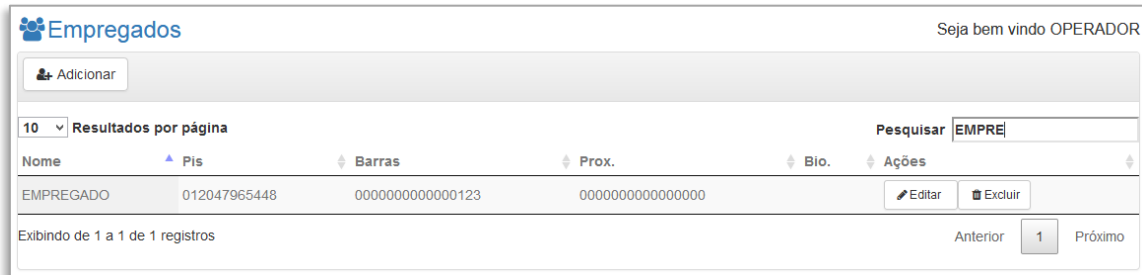 Empregados Seja bem vindo OPERADOR
Adicionar
10 Resultados por página Pesquisar EMPRE
Nome Pis Barras Prox. Bio. Ações
EMPREGADO 012047965448 0000000000000123 0000000000000000 Editar Excluir
Exibindo de 1 a 1 de 1 registros Anterior 1 Próximo